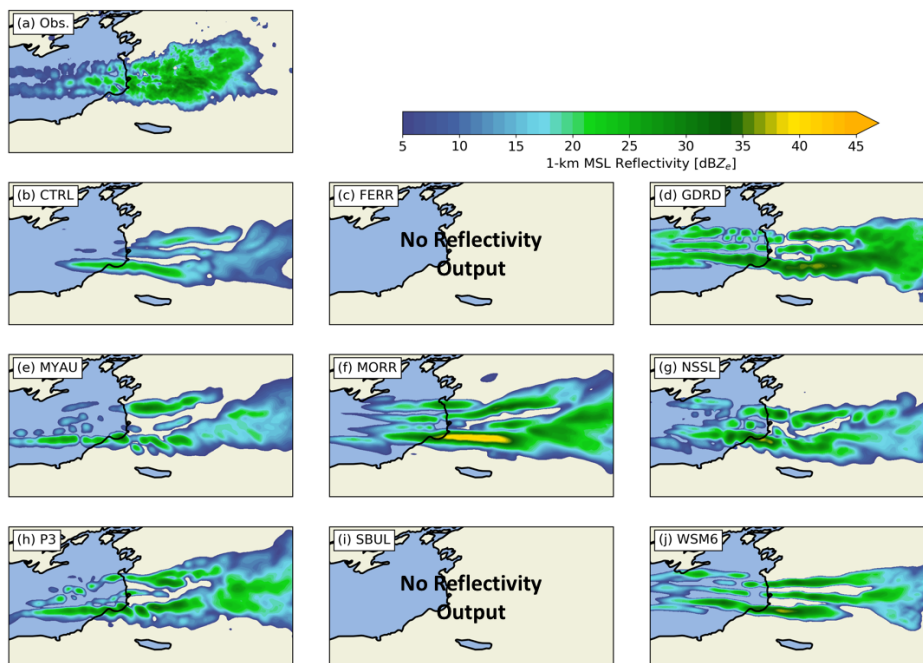 (a) Obs.
5 10 15 20 25 30 35 40 45
1-km MSL Reflectivity [dBZe]
(b) CTRL
(c) FERR
(d) GDRD
No Reflectivity
Output
(e) MYAU
(f) MORR
(g) NSSL
(h) P3
(i) SBUL
(j) WSM6
No Reflectivity
Output